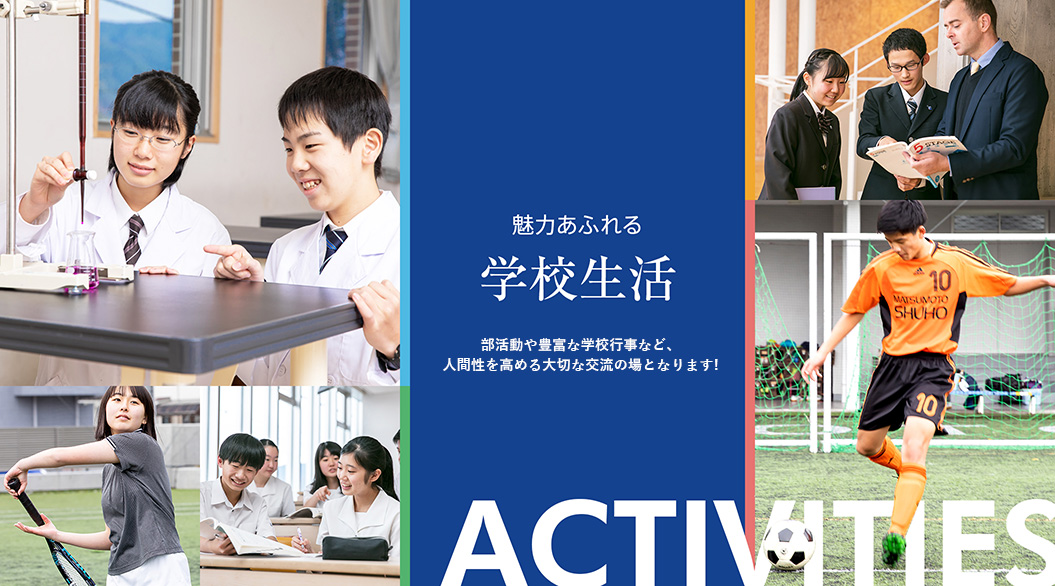 魅力あふれる
学校生活
部活動や豊富な学校行事など、
人間性を高める大切な交流の場となります!
ACTIVITIES
5 STAGE
10
MATSUMOTO
SHUHO
10